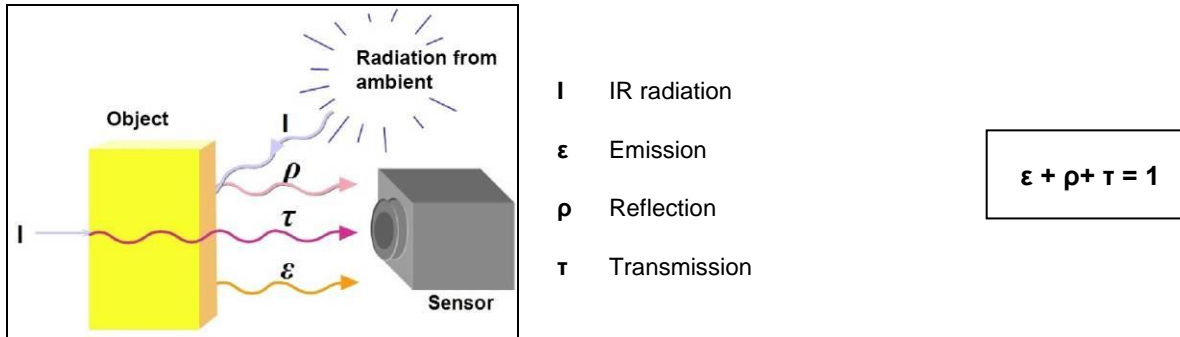 Radiation from
ambient
Object
I
ρ
I
τ
ε
Sensor
I IR radiation
ε Emission
ρ Reflection
τ Transmission
ε + ρ+ τ = 1